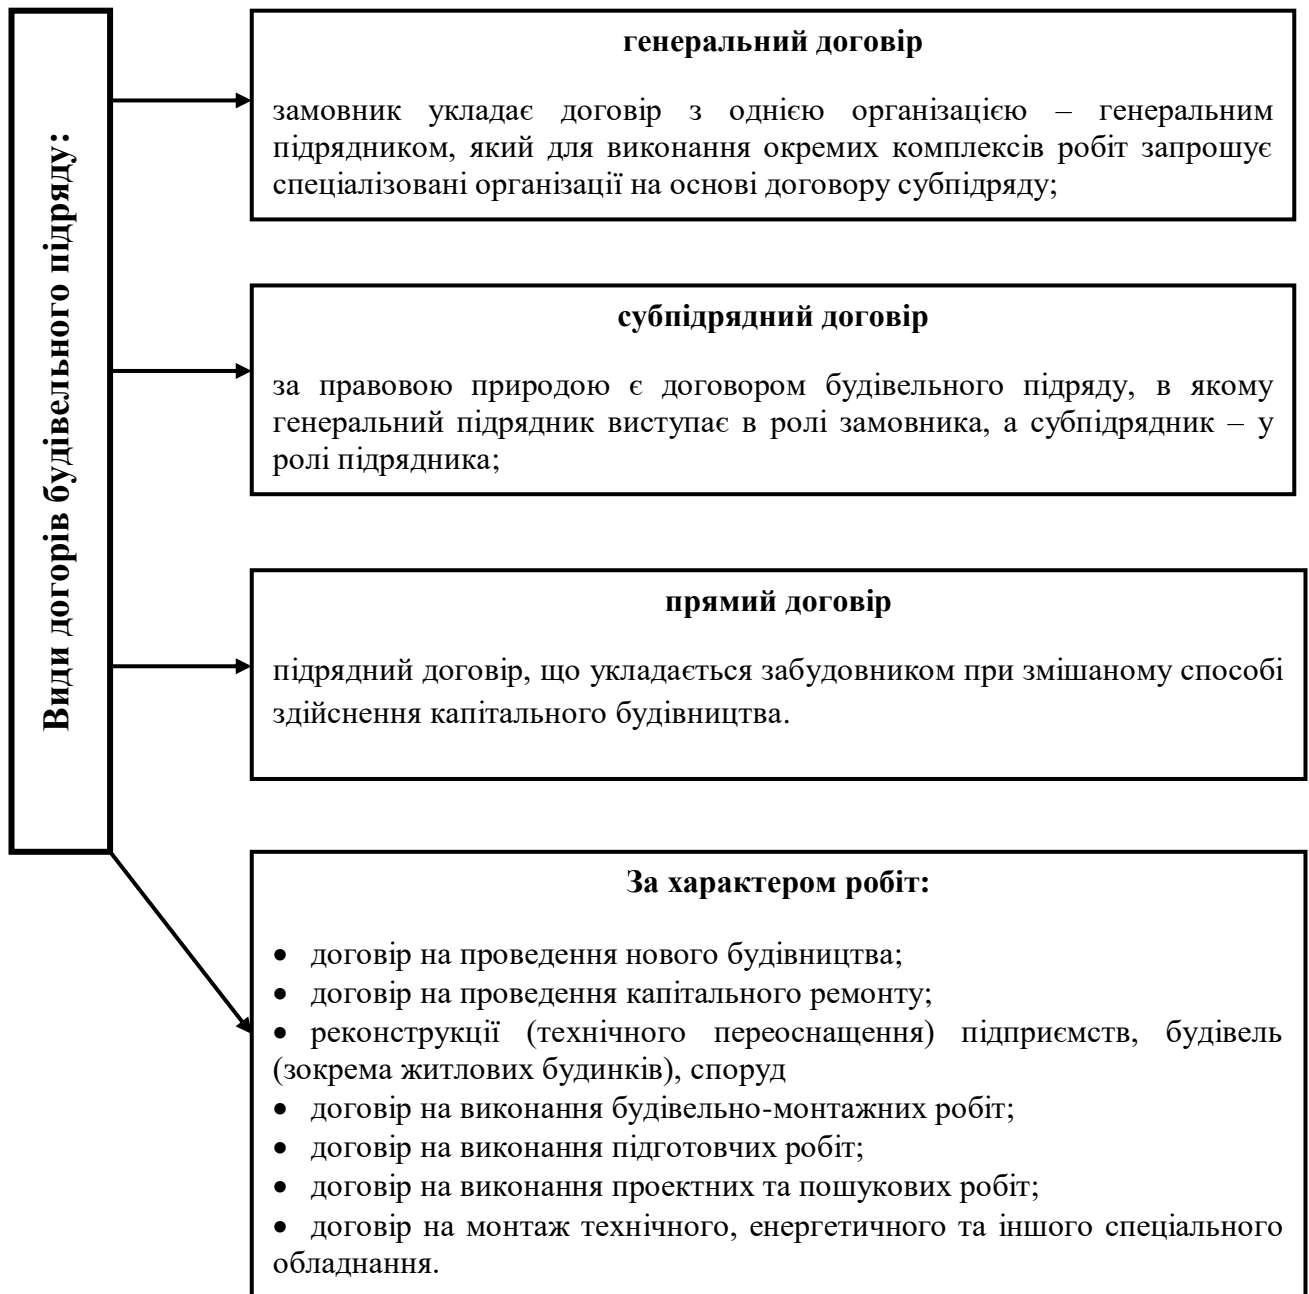 Види догорів будівельного підряду:
генеральний договір
замовник укладає договір з однією організацією – генеральним
підрядником, який для виконання окремих комплексів робіт запрошує
спеціалізовані організації на основі договору субпідряду;
субпідрядний договір
за правовою природою є договором будівельного підряду, в якому
генеральний підрядник виступає в ролі замовника, а субпідрядник – у
ролі підрядника;
прямий договір
підрядний договір, що укладається забудовником при змішаному способі
здійснення капітального будівництва.
За характером робіт:
• договір на проведення нового будівництва;
• договір на проведення капітального ремонту;
• реконструкції (технічного переоснащення) підприємств, будівель
(зокрема житлових будинків), споруд
• договір на виконання будівельно-монтажних робіт;
• договір на виконання підготовчих робіт;
• договір на виконання проектних та пошукових робіт;
• договір на монтаж технічного, енергетичного та іншого спеціального
обладнання.